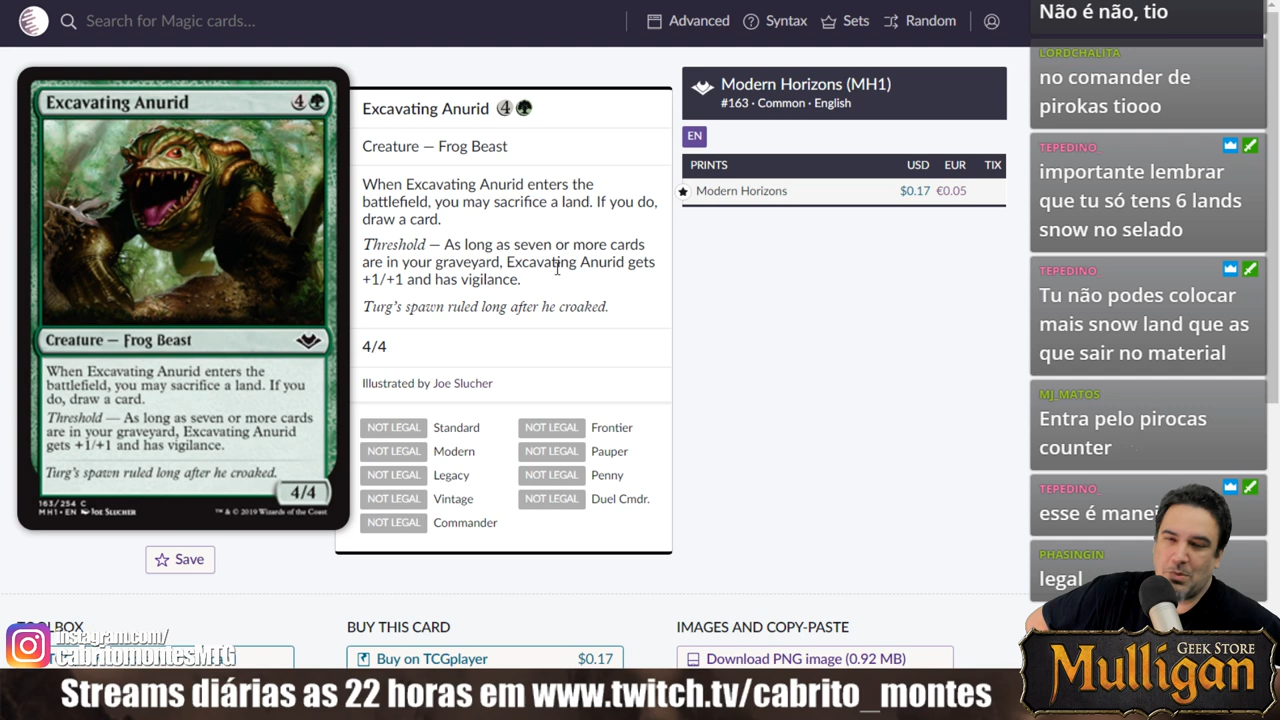 Search for Magic cards...
Advanced
Syntax
Sets
Random
Excavating Anurid 4
Creature — Frog Beast
When Excavating Anurid enters the
battlefield, you may sacrifice a land. If you
do, draw a card.
Threshold — As long as seven or more cards
are in your graveyard, Excavating Anurid
gets +1/+1 and has vigilance.
Turg's spawn ruled long after he croaked.
4/4
163/254 C
MH1 • EN Joe Slucher
™ & © 2019 Wizards of the Coast
Save
Excavating Anurid 4
Creature — Frog Beast
When Excavating Anurid enters the
battlefield, you may sacrifice a land. If you do,
draw a card.
Threshold — As long as seven or more cards
are in your graveyard, Excavating Anurid gets
+1/+1 and has vigilance.
Turg's spawn ruled long after he croaked.
4/4
Illustrated by Joe Slucher
NOT LEGAL Standard NOT LEGAL Frontier
NOT LEGAL Modern NOT LEGAL Pauper
NOT LEGAL Legacy NOT LEGAL Penny
NOT LEGAL Vintage NOT LEGAL Duel Cmdr.
NOT LEGAL Commander
Modern Horizons (MH1)
#163 · Common · English
EN
PRINTS USD EUR TIX
Modern Horizons $0.17 €0.05
BUY THIS CARD
Buy on TCGplayer $0.17
IMAGES AND COPY-PASTE
Download PNG image (0.92 MB)
Não é não, tio
LORDCHALITA
no comander de
pirokas tiooo
TEPEDINO
importante lembrar
que tu só tens 6 lands
snow no selado
TEPEDINO
Tu não podes colocar
mais snow land que as
que sair no material
MJ_MATOS
Entra pelo pirocas
counter
TEPEDINO
esse é manei
PHASINGIN
legal
instagram.com/
cabritomontesMTG
Streams diárias as 22 horas em www.twitch.tv/cabrito_montes
GEEK STORE
Mulligan